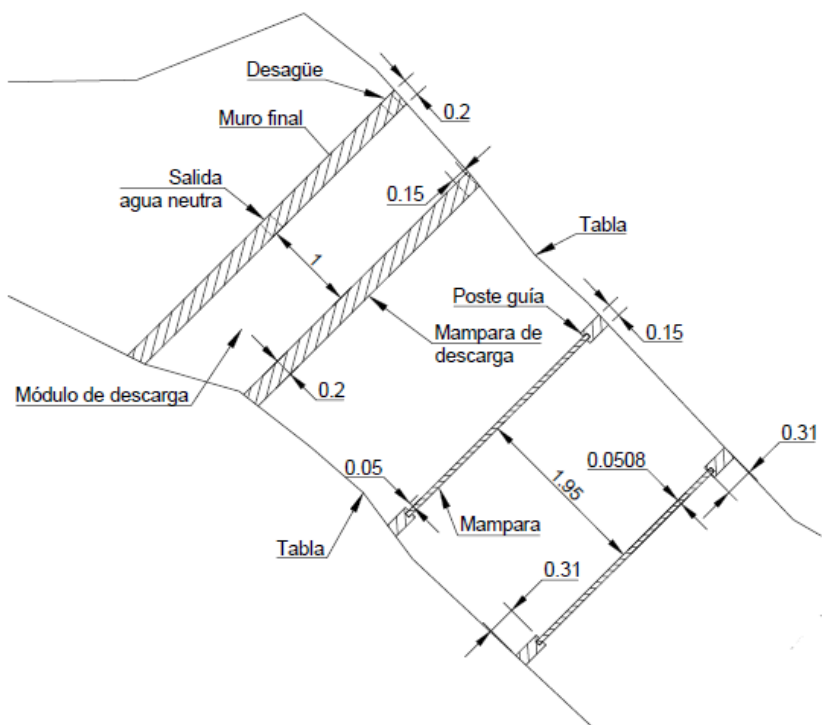 Desagüe
0.2
Muro final
Salida
agua neutra
0.15
Tabla
1
Poste guía
0.15
Mampara de
descarga
Módulo de descarga
0.2
0.31
0.05
0.0508
1.95
Mampara
Tabla
0.31